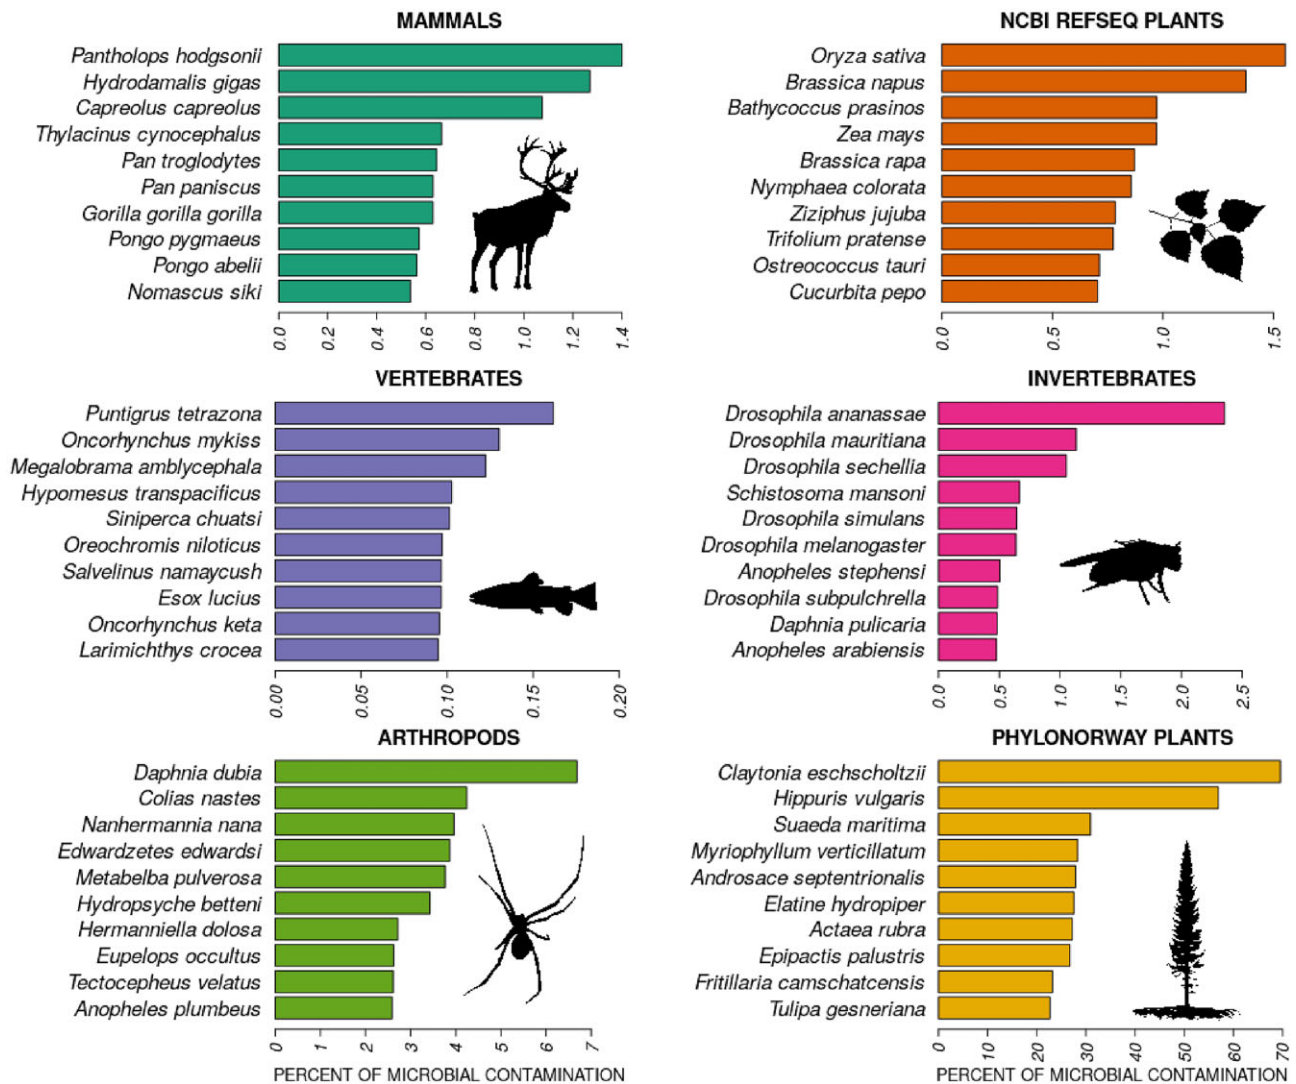 MAMMALS
Pantholops hodgsonii
Hydrodamalis gigas
Capreolus capreolus
Thylacinus cynocephalus
Pan troglodytes
Pan paniscus
Gorilla gorilla gorilla
Pongo pygmaeus
Pongo abelii
Nomascus siki
0.0 0.2 0.4 0.6 0.8 1.0 1.2 1.4
NCBI REFSEQ PLANTS
Oryza sativa
Brassica napus
Bathycoccus prasinos
Zea mays
Brassica rapa
Nymphaea colorata
Ziziphus jujuba
Trifolium pratense
Ostreococcus tauri
Cucurbita pepo
0.0 0.5 1.0 1.5
VERTEBRATES
Puntigrus tetrazona
Oncorhynchus mykiss
Megalobrama amblycephala
Hypomesus transpacificus
Siniperca chuatsi
Oreochromis niloticus
Salvelinus namaycush
Esox lucius
Oncorhynchus keta
Larimichthys crocea
0.00 0.05 0.10 0.15 0.20
INVERTEBRATES
Drosophila ananassae
Drosophila mauritiana
Drosophila sechellia
Schistosoma mansoni
Drosophila simulans
Drosophila melanogaster
Anopheles stephensi
Drosophila subpulchrella
Daphnia pulicaria
Anopheles arabiensis
0.0 0.5 1.0 1.5 2.0 2.5
ARTHROPODS
Daphnia dubia
Colias nastes
Nanhermannia nana
Edwardzetes edwardsi
Metabelba pulverosa
Hydropsyche betteni
Hermanniella dolosa
Eupelops occultus
Tectocepheus velatus
Anopheles plumbeus
0 1 2 3 4 5 6 7
PERCENT OF MICROBIAL CONTAMINATION
PHYLONORWAY PLANTS
Claytonia eschscholtzii
Hippuris vulgaris
Suaeda maritima
Myriophyllum verticillatum
Androsace septentrionalis
Elatine hydropiper
Actaea rubra
Epipactis palustris
Fritillaria camschatcensis
Tulipa gesneriana
0 10 20 30 40 50 60 70
PERCENT OF MICROBIAL CONTAMINATION